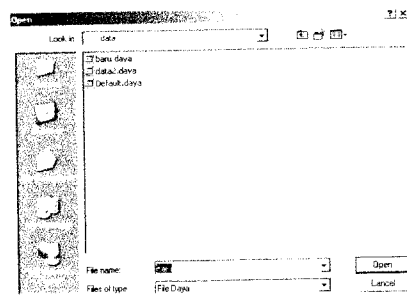 Open
Look in data
baru.daya
data2.daya
Default.daya
File name: Open
Files of type File Daya Cancel